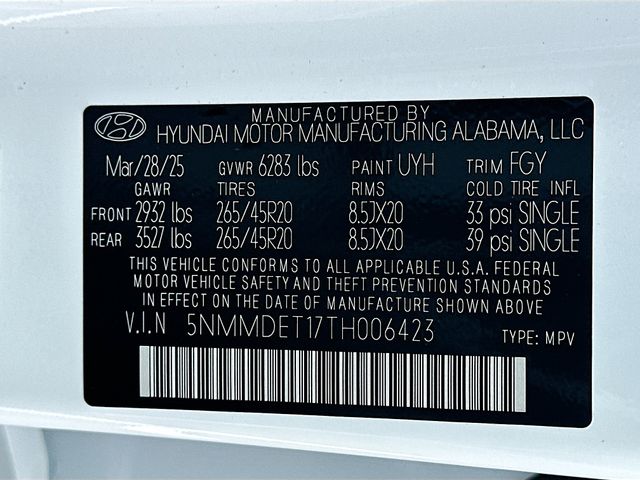 MANUFACTURED BY
HYUNDAI MOTOR MANUFACTURING ALABAMA, LLC
Mar/28/25 GVWR 6283 lbs PAINT UYH TRIM FGY
GAWR TIRES RIMS COLD TIRE INFL
FRONT 2932 lbs 265/45R20 8.5JX20 33 psi SINGLE
REAR 3527 lbs 265/45R20 8.5JX20 39 psi SINGLE
THIS VEHICLE CONFORMS TO ALL APPLICABLE U.S.A. FEDERAL
MOTOR VEHICLE SAFETY AND THEFT PREVENTION STANDARDS
IN EFFECT ON THE DATE OF MANUFACTURE SHOWN ABOVE
V.I.N 5NMMDET17TH006423 TYPE: MPV